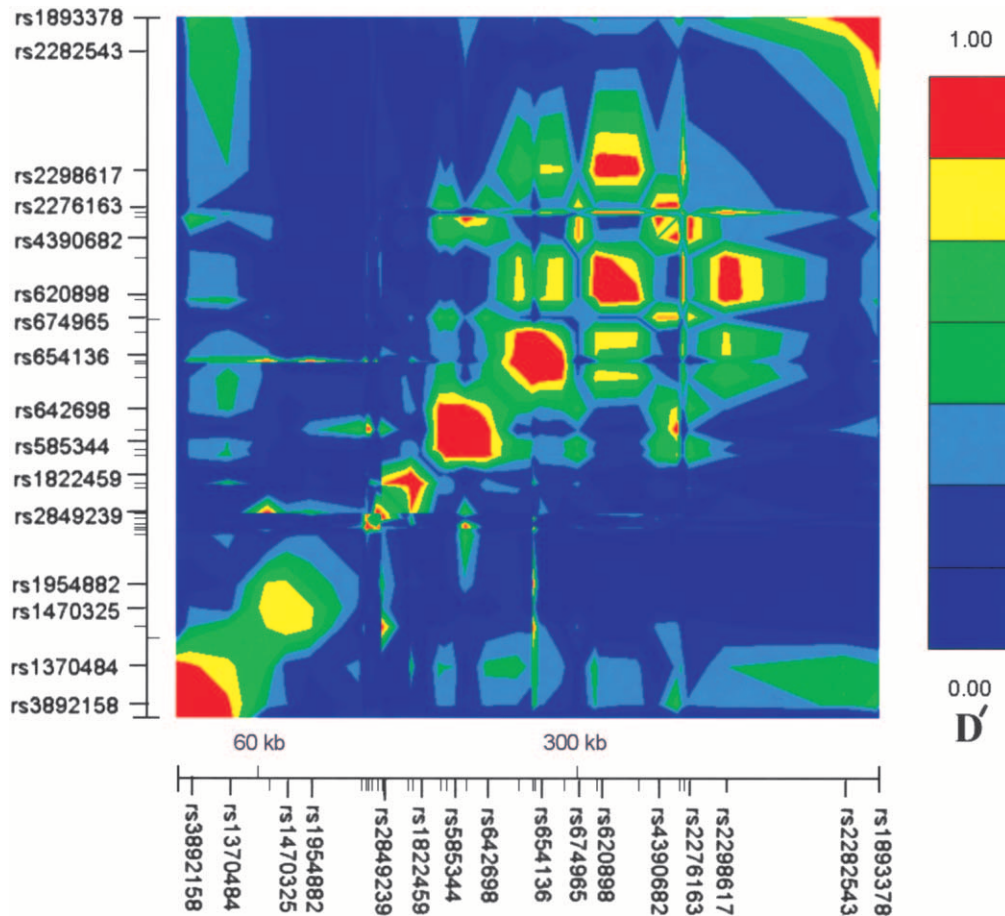 rs1893378
rs2282543
rs2298617
rs2276163
rs4390682
rs620898
rs674965
rs654136
rs642698
rs585344
rs1822459
rs2849239
rs1954882
rs1470325
rs1370484
rs3892158
1.00
0.00
D′
60 kb
300 kb
rs3892158
rs1370484
rs1470325
rs1954882
rs2849239
rs1822459
rs585344
rs642698
rs654136
rs674965
rs620898
rs4390682
rs2276163
rs2298617
rs2282543
rs1893378